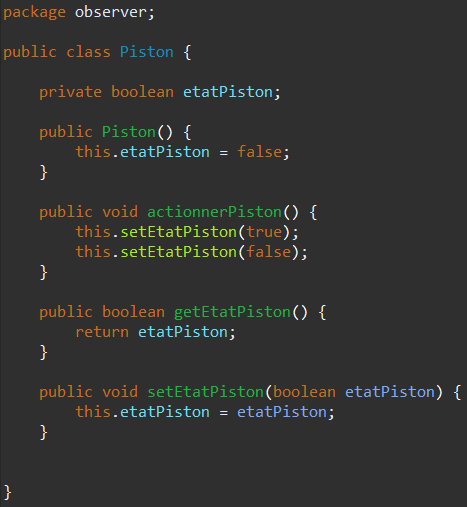 package observer;
public class Piston {
private boolean etatPiston;
public Piston() {
this.etatPiston = false;
}
public void actionnerPiston() {
this.setEtatPiston(true);
this.setEtatPiston(false);
}
public boolean getEtatPiston() {
return etatPiston;
}
public void setEtatPiston(boolean etatPiston) {
this.etatPiston = etatPiston;
}
}